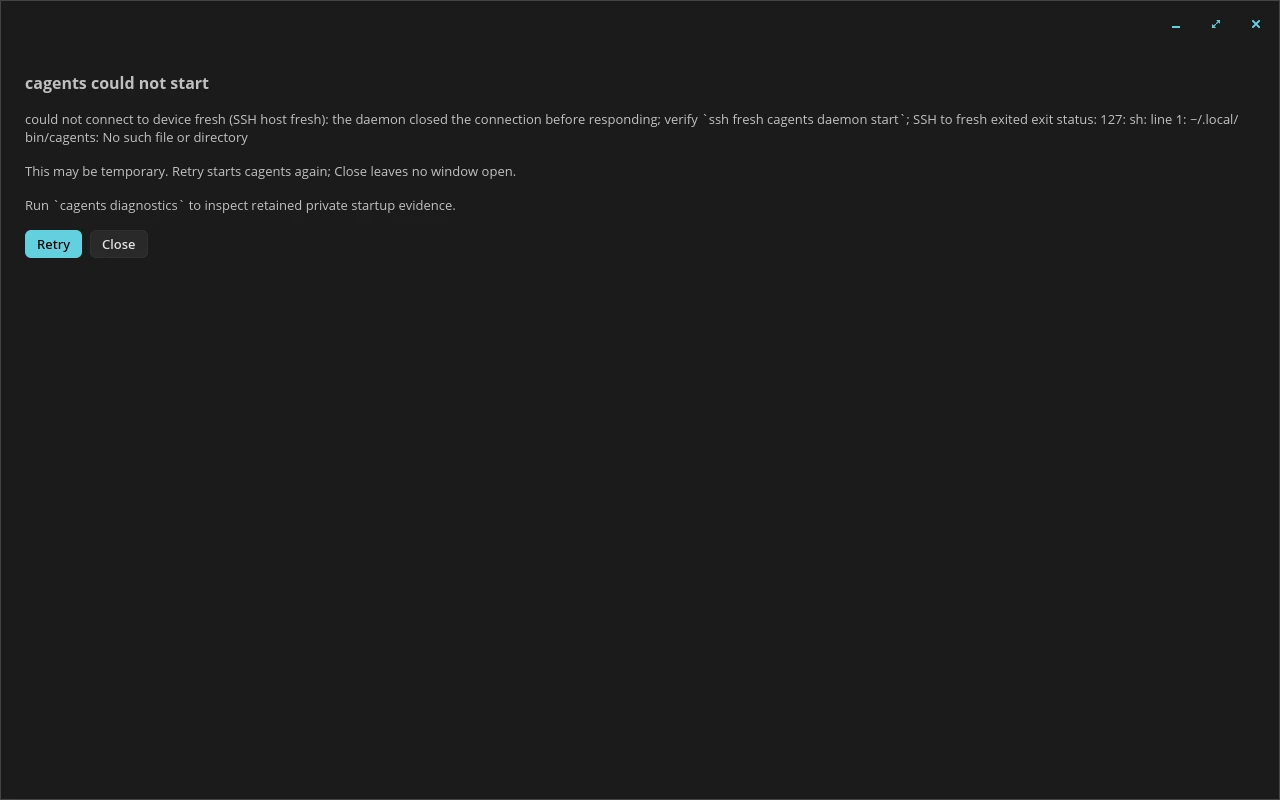 cagents could not start
could not connect to device fresh (SSH host fresh): the daemon closed the connection before responding; verify `ssh fresh cagents daemon start`; SSH to fresh exited exit status: 127: sh: line 1: ~/.local/
bin/cagents: No such file or directory
This may be temporary. Retry starts cagents again; Close leaves no window open.
Run `cagents diagnostics` to inspect retained private startup evidence.
Retry Close